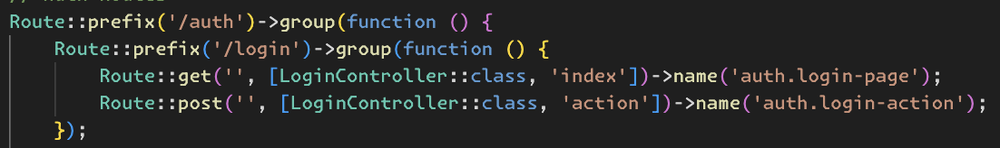 Route::prefix('/auth')->group(function () {
    Route::prefix('/login')->group(function () {
        Route::get('', [LoginController::class, 'index'])->name('auth.login-page');
        Route::post('', [LoginController::class, 'action'])->name('auth.login-action');
    });